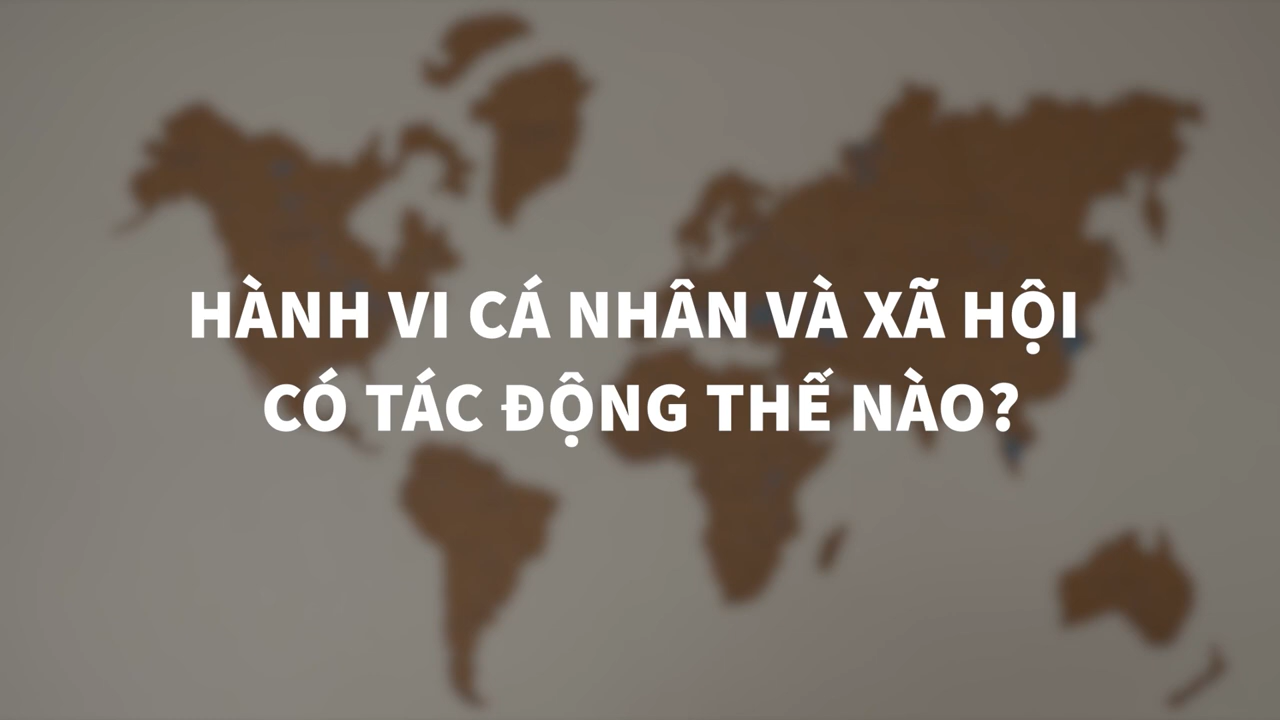 HÀNH VI CÁ NHÂN VÀ XÃ HỘI
CÓ TÁC ĐỘNG THẾ NÀO?